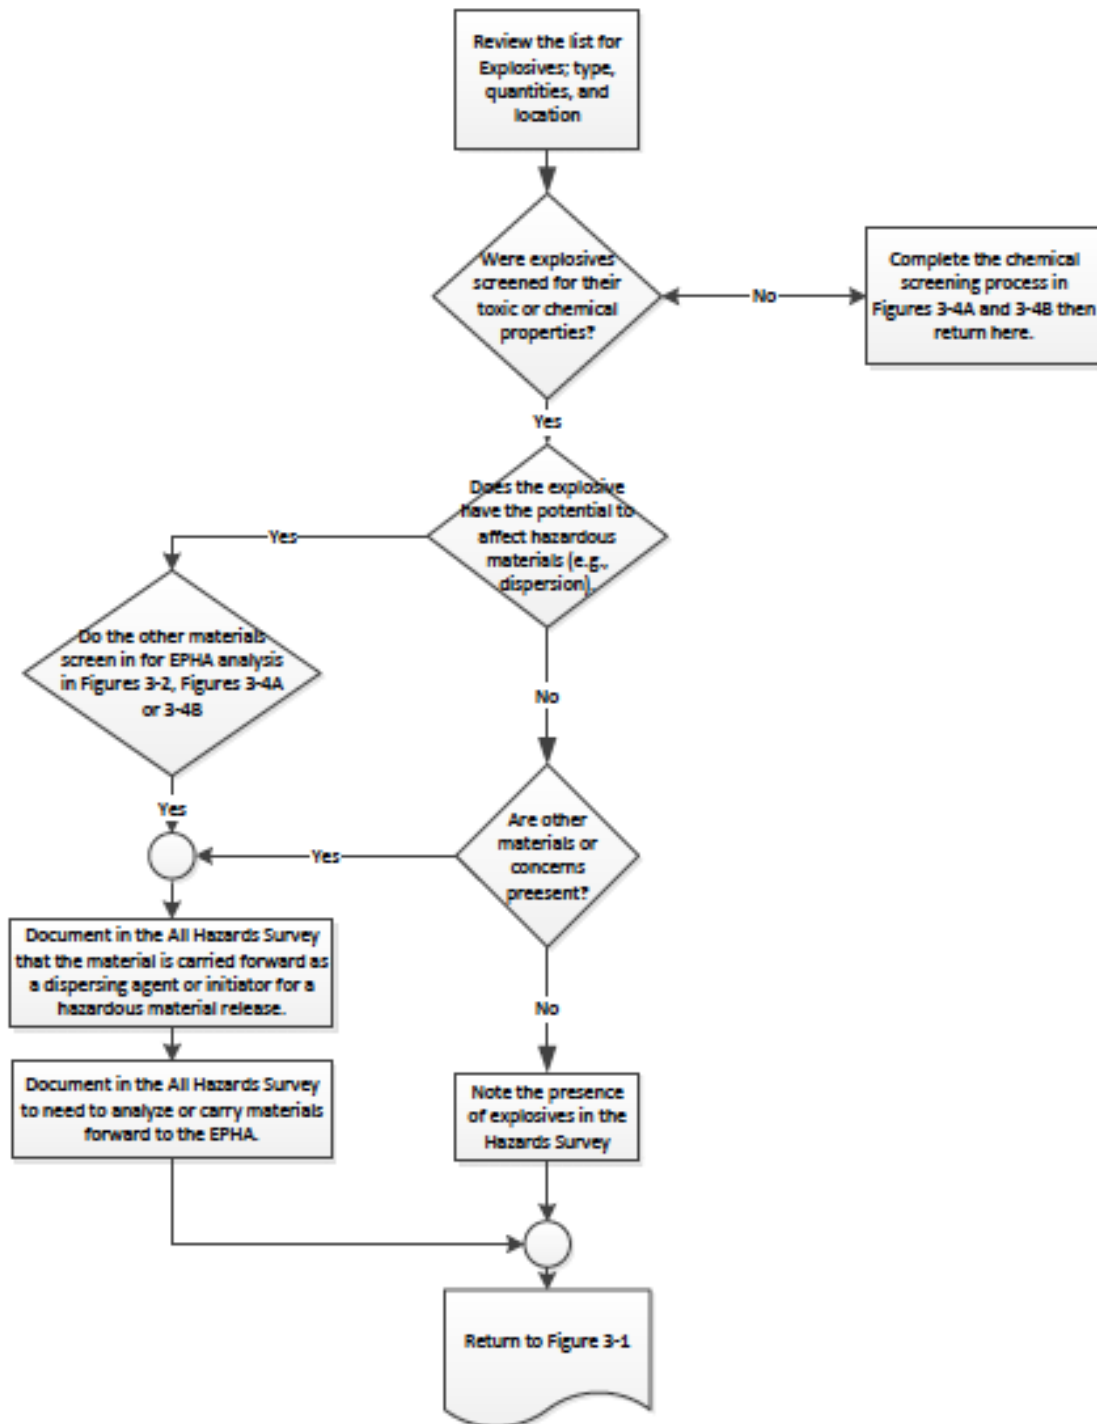 Review the list for
Explosives; type,
quantities, and
location
Were explosives
screened for their
toxic or chemical
properties?
No
Complete the chemical
screening process in
Figures 3-4A and 3-4B then
return here.
Yes
Does the explosive
have the potential to
affect hazardous
materials (e.g.,
dispersion).
Yes
Do the other materials
screen in for EPHA analysis
in Figures 3-2, Figures 3-4A
or 3-4B
No
Yes
Are other
materials or
concerns
preesent?
Yes
Document in the All Hazards Survey
that the material is carried forward as
a dispersing agent or initiator for a
hazardous material release.
No
Document in the All Hazards Survey
to need to analyze or carry materials
forward to the EPHA.
Note the presence
of explosives in the
Hazards Survey
Return to Figure 3-1